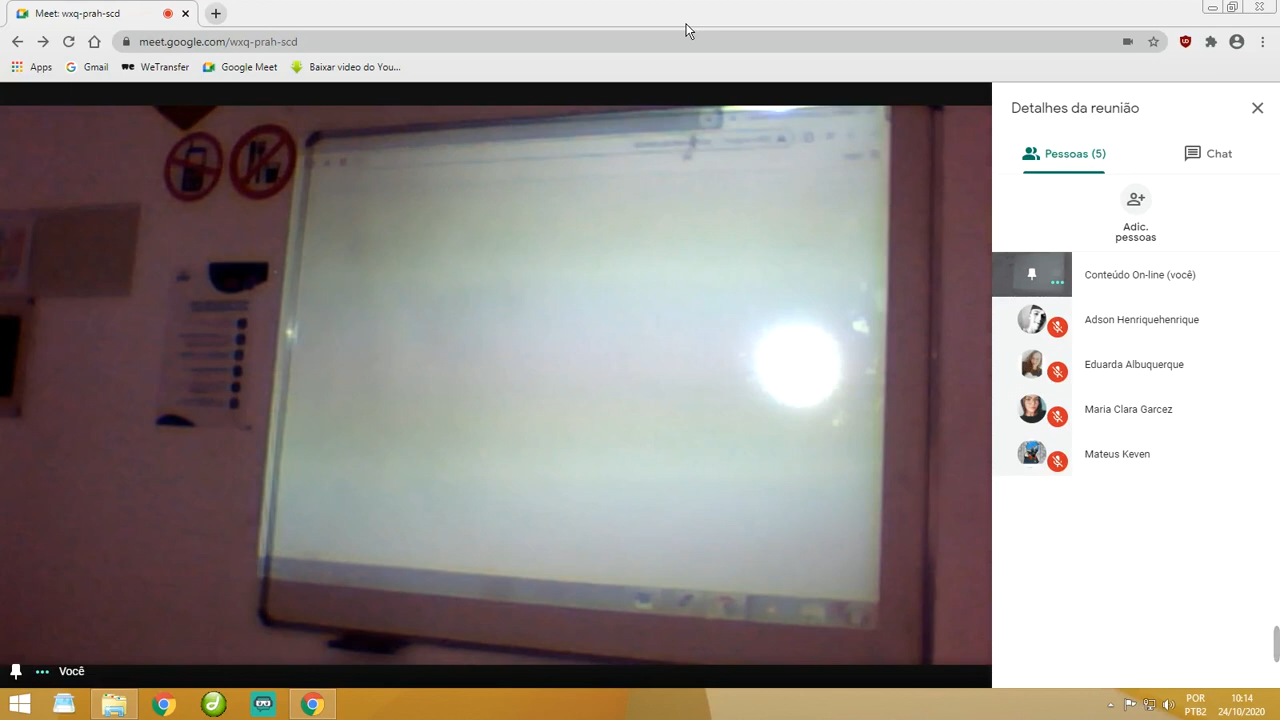 Meet: wxq-prah-scd
meet.google.com/wxq-prah-scd
Apps Gmail WeTransfer Google Meet Baixar video do You...
Detalhes da reunião
Pessoas (5) Chat
Adic.
pessoas
Conteúdo On-line (você)
Adson Henriquehenrique
Eduarda Albuquerque
Maria Clara Garcez
Mateus Keven
Você
POR 10:14
PTB2 24/10/2020